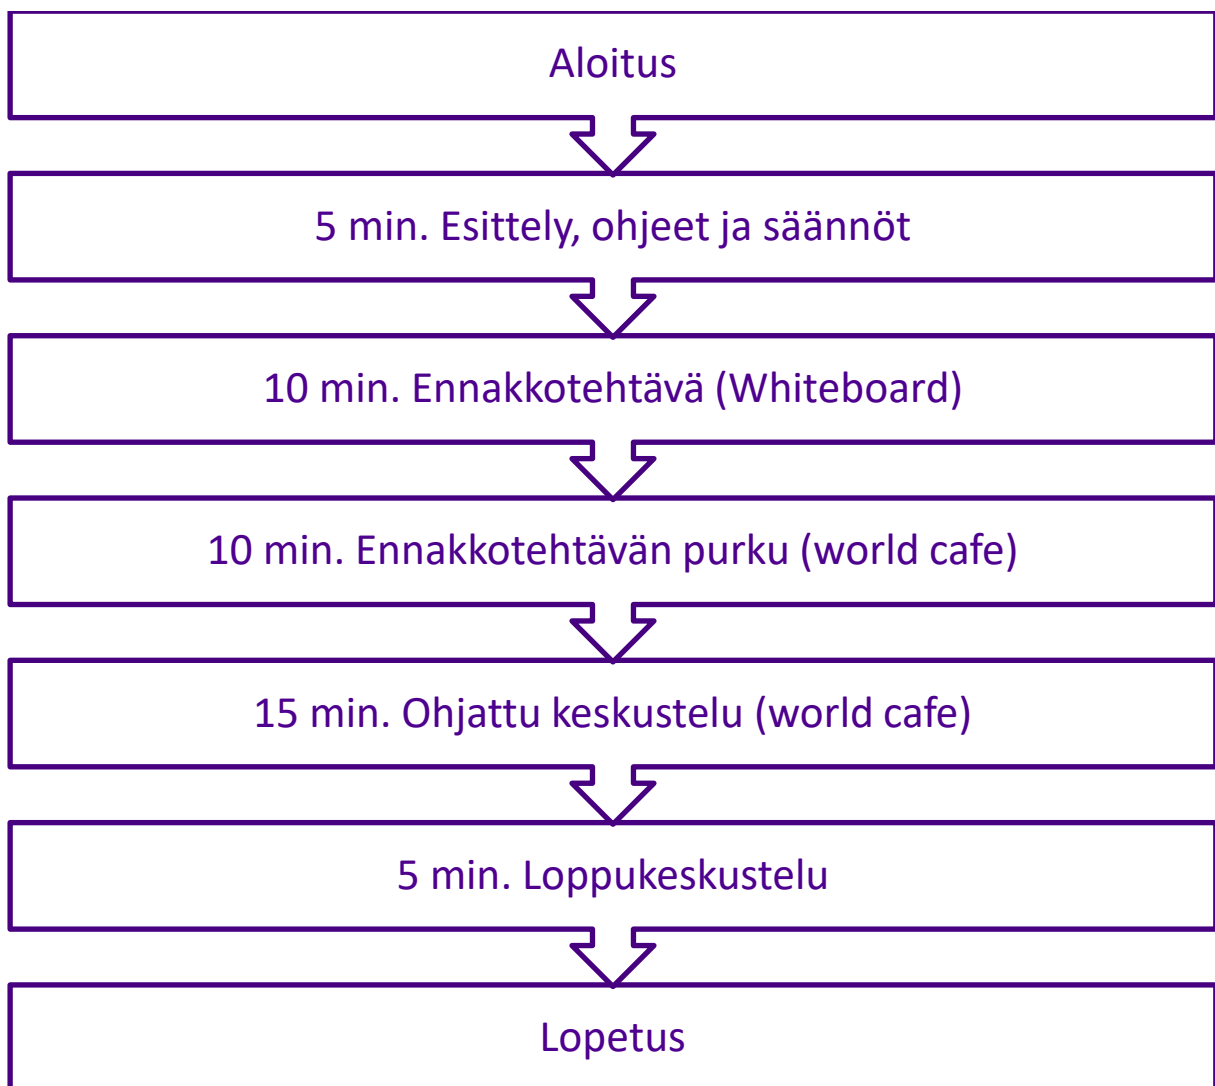 Aloitus
5 min. Esittely, ohjeet ja säännöt
10 min. Ennakkotehtävä (Whiteboard)
10 min. Ennakkotehtävän purku (world cafe)
15 min. Ohjattu keskustelu (world cafe)
5 min. Loppukeskustelu
Lopetus